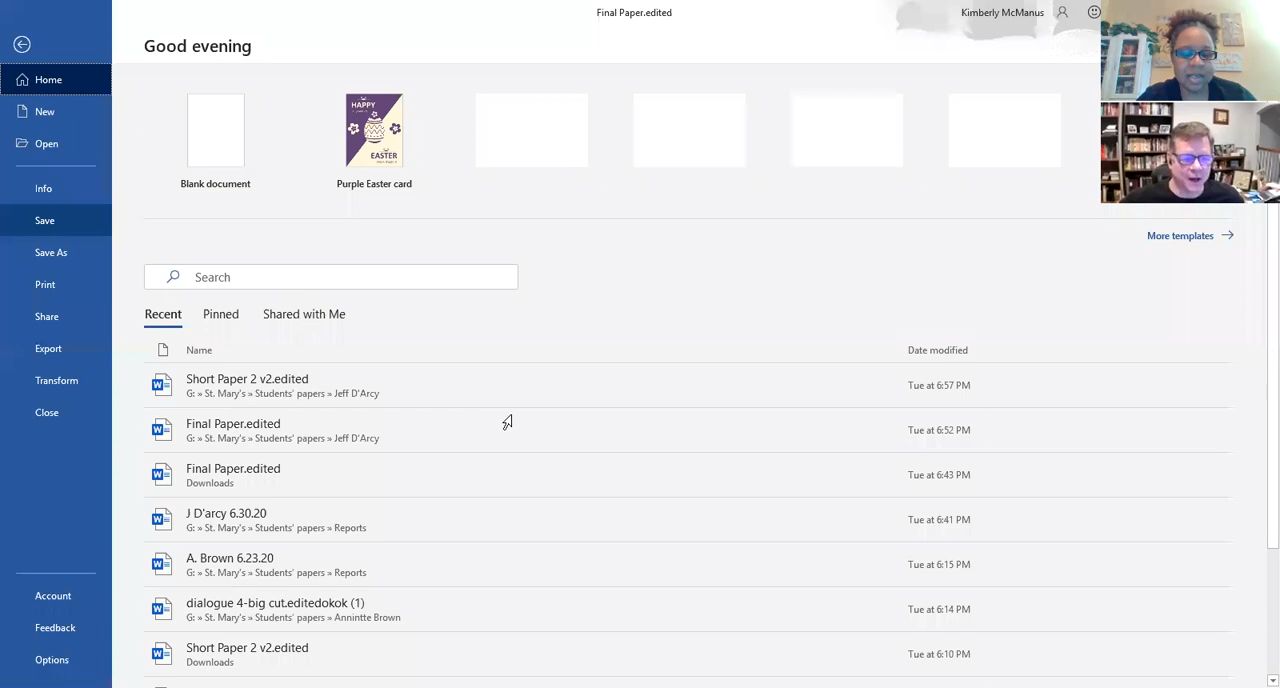 Final Paper.edited
Kimberly McManus
Good evening
Home
New
Open
Info
Save
Save As
Print
Share
Export
Transform
Close
Account
Feedback
Options
HAPPY
EASTER
Blank document
Purple Easter card
More templates
Search
Recent Pinned Shared with Me
Name Date modified
Short Paper 2 v2.edited
G: » St. Mary's » Students' papers » Jeff D'Arcy
Tue at 6:57 PM
Final Paper.edited
G: » St. Mary's » Students' papers » Jeff D'Arcy
Tue at 6:52 PM
Final Paper.edited
Downloads
Tue at 6:43 PM
J D'arcy 6.30.20
G: » St. Mary's » Students' papers » Reports
Tue at 6:41 PM
A. Brown 6.23.20
G: » St. Mary's » Students' papers » Reports
Tue at 6:15 PM
dialogue 4-big cut.editedokok (1)
G: » St. Mary's » Students' papers » Annintte Brown
Tue at 6:14 PM
Short Paper 2 v2.edited
Downloads
Tue at 6:10 PM